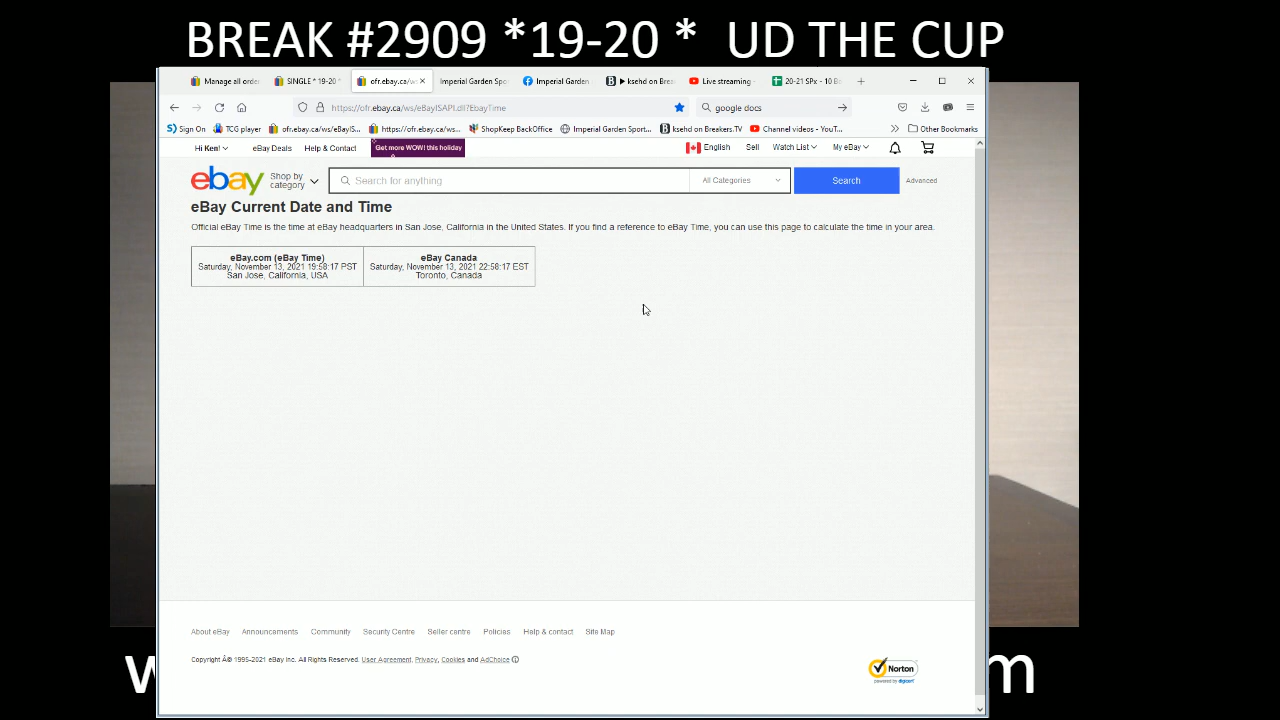 BREAK #2909 *19-20 * UD THE CUP
Manage all orde
SINGLE * 19-20 *
ofr.ebay.ca/ws
Imperial Garden Spo
Imperial Garden
ksehd on Brea
Live streaming
20-21 SPx - 10 B
https://ofr.ebay.ca/ws/eBayISAPI.dll?EbayTime
google docs
Sign On
TCG player
ofr.ebay.ca/ws/eBayIS...
https://ofr.ebay.ca/ws...
ShopKeep BackOffice
Imperial Garden Sport...
ksehd on Breakers.TV
Channel videos - YouT...
Other Bookmarks
Hi Ken!
eBay Deals
Help & Contact
Get more WOW! this holiday
English
Sell
Watch List
My eBay
ebay
Shop by category
Search for anything
All Categories
Search
Advanced
eBay Current Date and Time
Official eBay Time is the time at eBay headquarters in San Jose, California in the United States. If you find a reference to eBay Time, you can use this page to calculate the time in your area.
eBay.com (eBay Time)
Saturday, November 13, 2021 19:58:17 PST
San Jose, California, USA
eBay Canada
Saturday, November 13, 2021 22:58:17 EST
Toronto, Canada
About eBay
Announcements
Community
Security Centre
Seller centre
Policies
Help & contact
Site Map
Copyright Â© 1995-2021 eBay Inc. All Rights Reserved. User Agreement, Privacy, Cookies and AdChoice
Norton
powered by digicert
w
m